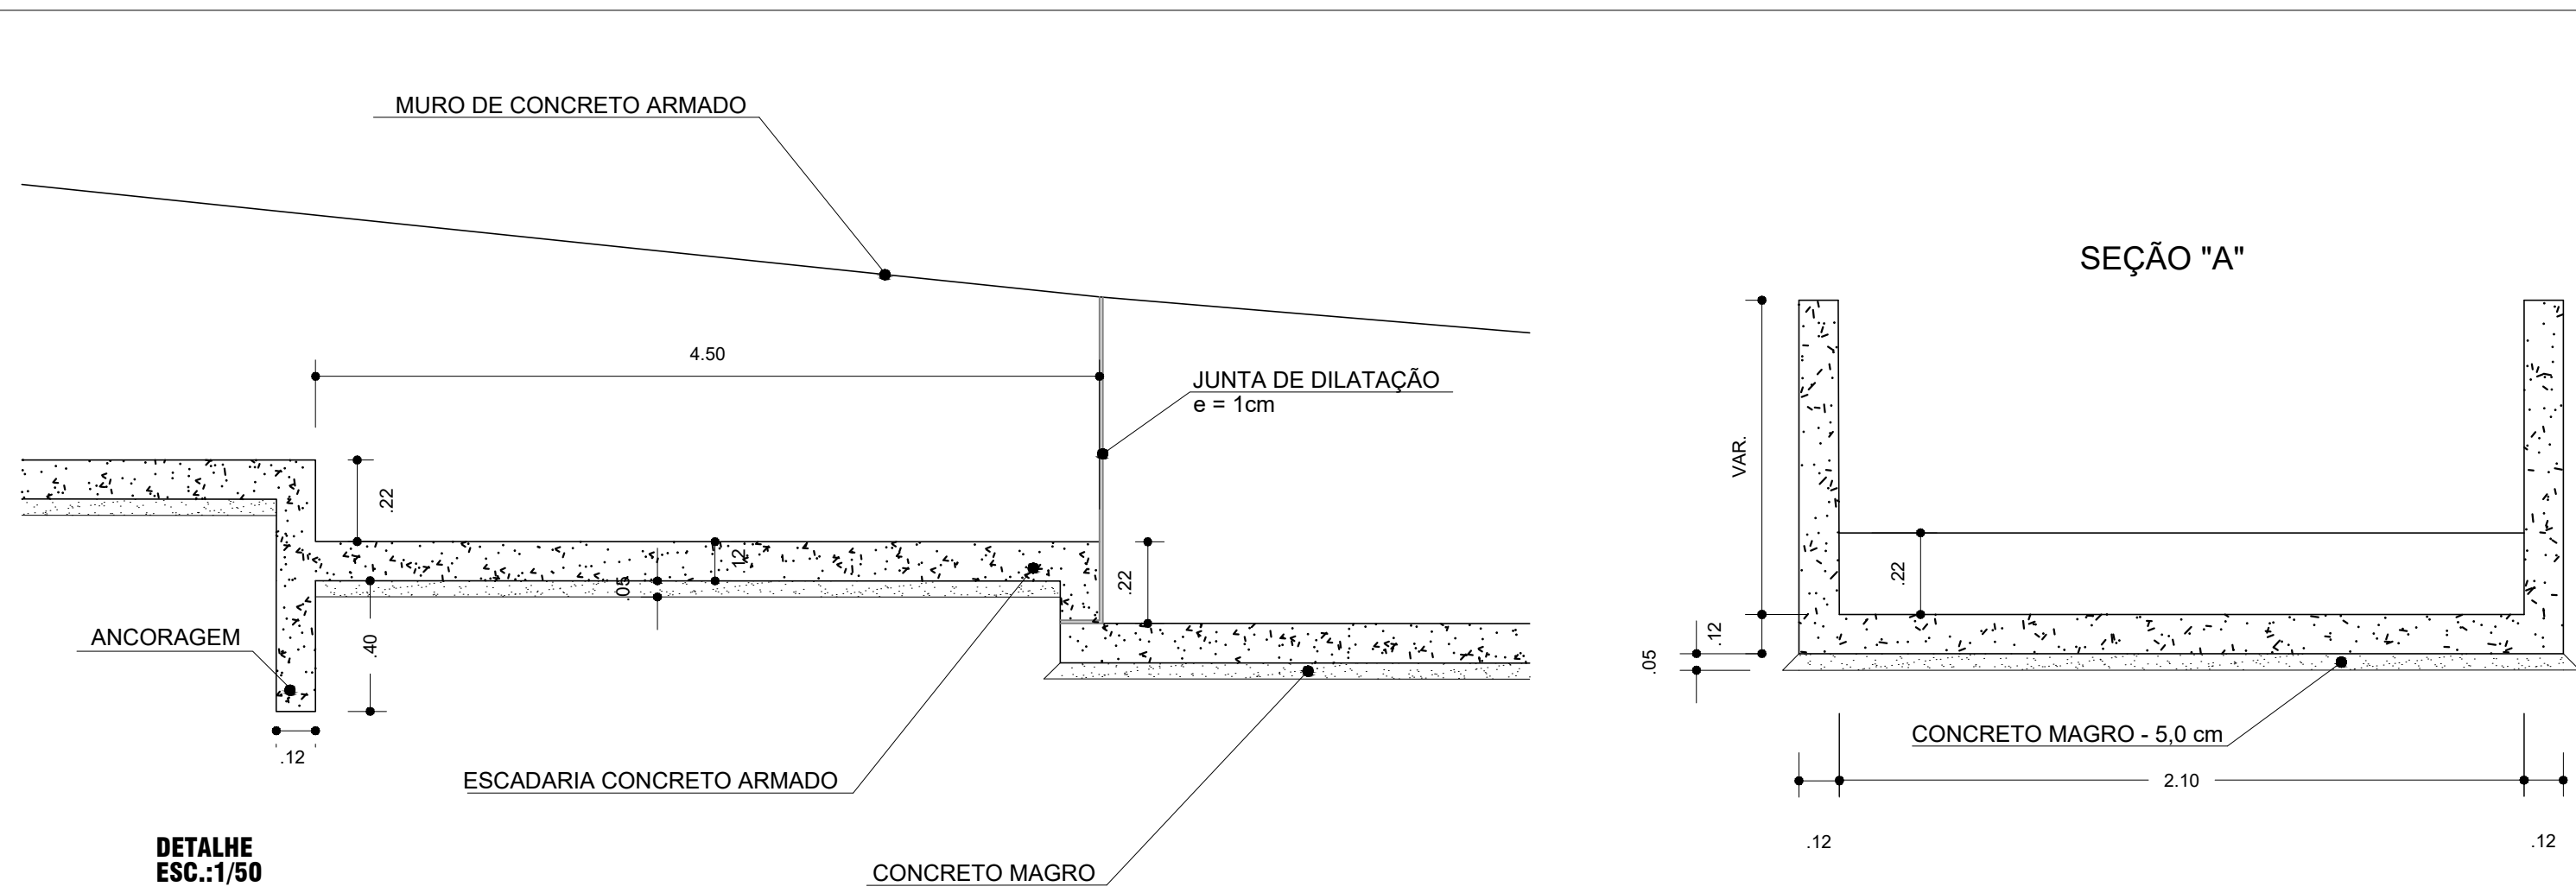 MURO DE CONCRETO ARMADO
4.50
JUNTA DE DILATAÇÃO
e = 1cm
.22
.12
.05
.22
ANCORAGEM
.40
.12
ESCADARIA CONCRETO ARMADO
CONCRETO MAGRO
DETALHE
ESC.:1/50
SEÇÃO "A"
VAR.
.22
.12
.05
CONCRETO MAGRO - 5,0 cm
2.10
.12
.12